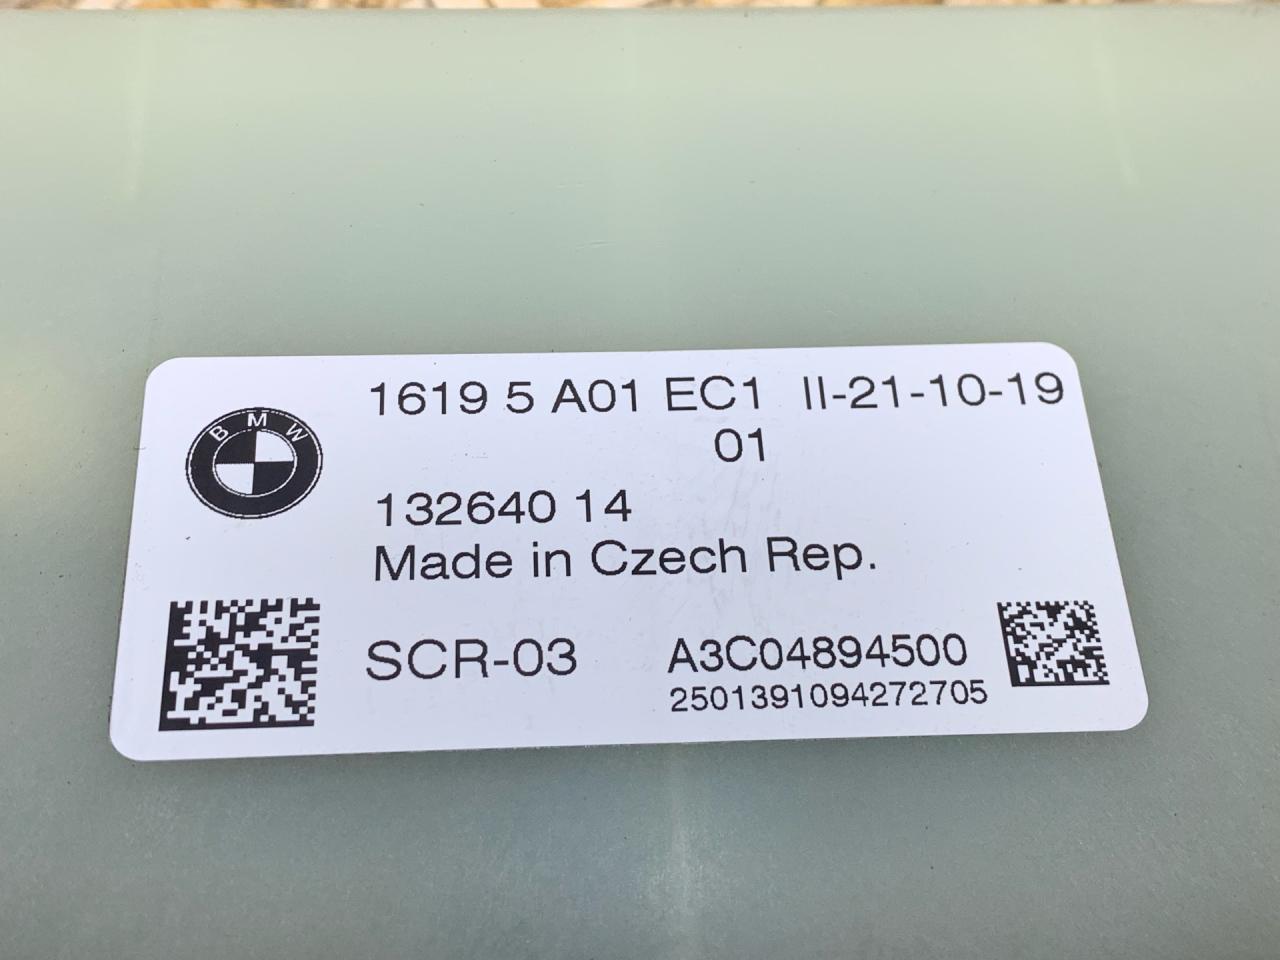 BMW
1619 5 A01 EC1 II-21-10-19
01
132640 14
Made in Czech Rep.
SCR-03 A3C04894500
2501391094272705